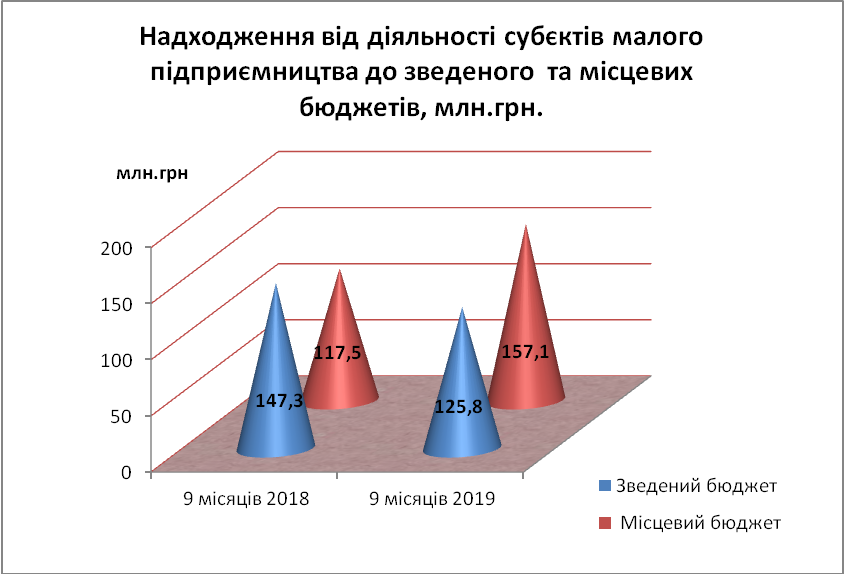 Надходження від діяльності субєктів малого
підприємництва до зведеного та місцевих
бюджетів, млн.грн.
млн.грн
200
150
100
50
0
147,3
117,5
125,8
157,1
9 місяців 2018
9 місяців 2019
Зведений бюджет
Місцевий бюджет